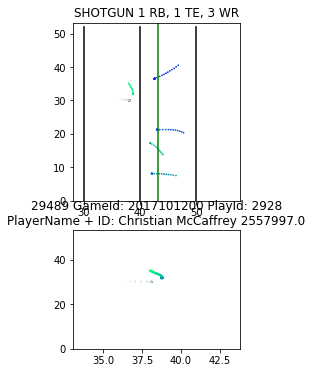 SHOTGUN 1 RB, 1 TE, 3 WR
50
40
30
20
10
0
30 40 50
29489 GameId: 2017101200 PlayId: 2928
PlayerName + ID: Christian McCaffrey 2557997.0
40
20
0
35.0 37.5 40.0 42.5